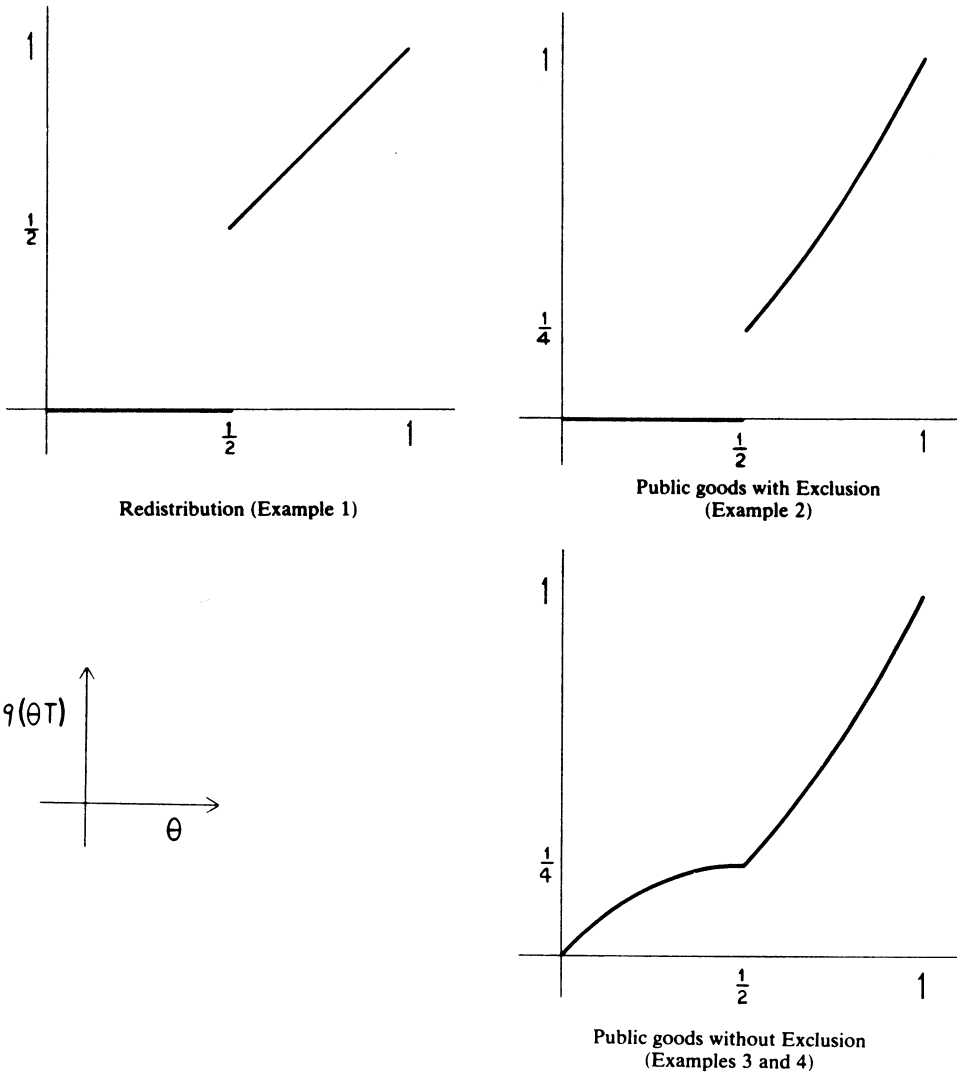 1
1/2
1/2
1
Redistribution (Example 1)
1
1/4
1/2
1
Public goods with Exclusion
(Example 2)
q(θT)
θ
1
1/4
1/2
1
Public goods without Exclusion
(Examples 3 and 4)